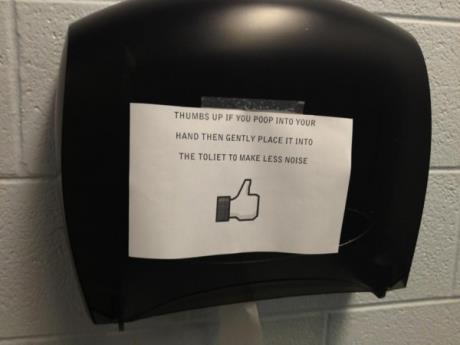 THUMBS UP IF YOU POOP INTO YOUR
HAND THEN GENTLY PLACE IT INTO
THE TOLIET TO MAKE LESS NOISE